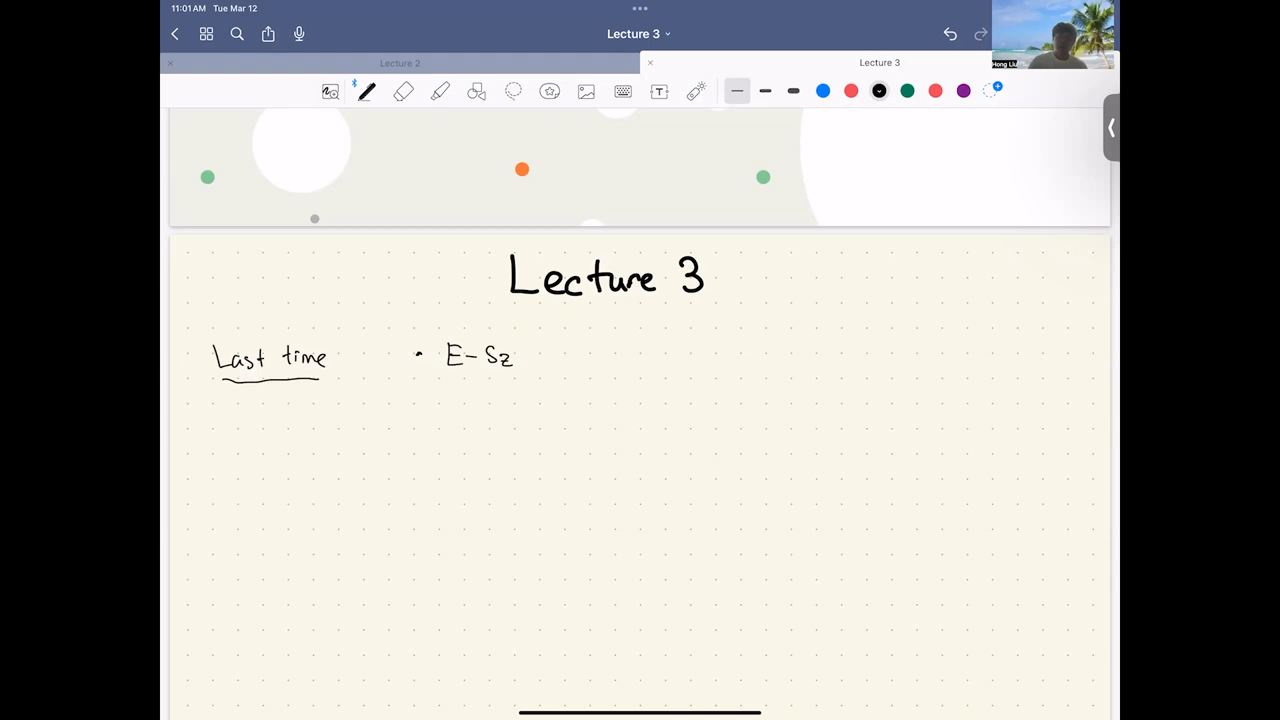 11:01 AM Tue Mar 12
Lecture 3
Hong Liu
Lecture 2
Lecture 3
T
Lecture 3
Last time · E-Sz